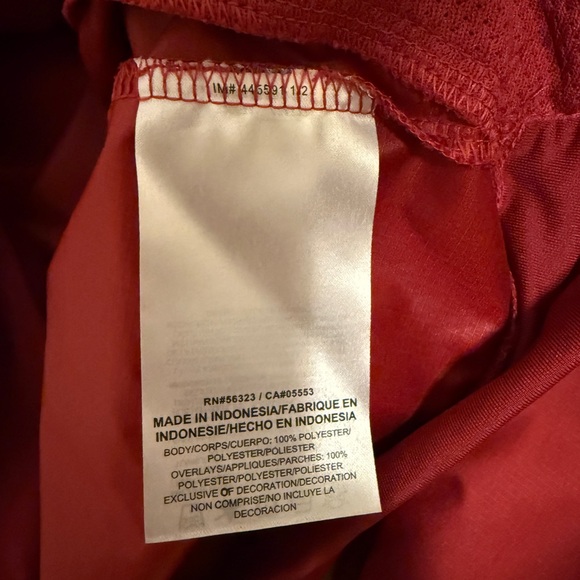 IM# 445591 1/2
RN#56323 / CA#05553
MADE IN INDONESIA/FABRIQUE EN
INDONESIE/HECHO EN INDONESIA
BODY/CORPS/CUERPO: 100% POLYESTER/
POLYESTER/POLIESTER
OVERLAYS/APPLIQUES/PARCHES: 100%
POLYESTER/POLYESTER/POLIESTER
EXCLUSIVE OF DECORATION/DECORATION
NON COMPRISE/NO INCLUYE LA
DECORACION